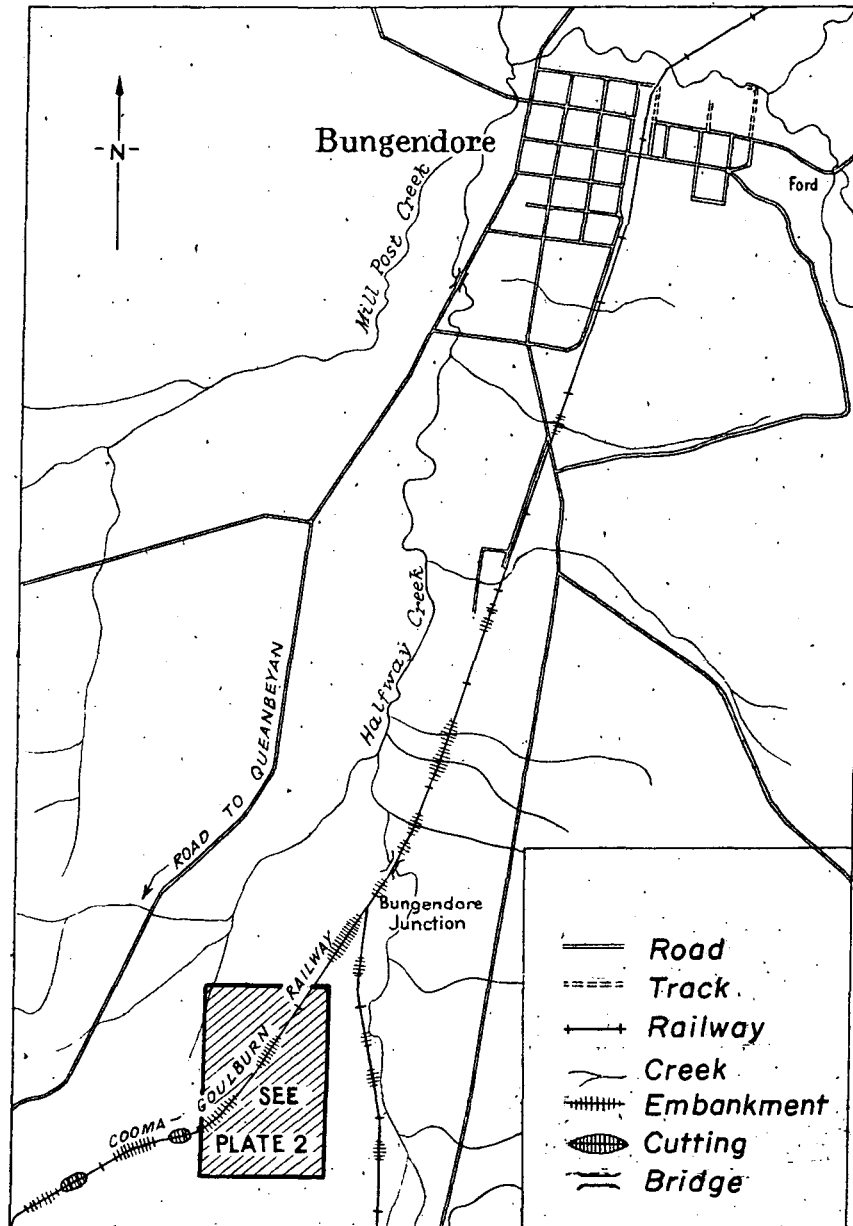 -N-
Bungendore
Mill Post Creek
Ford
Halfway Creek
ROAD TO QUEANBEYAN
Bungendore
Junction
COOMA - GOULBURN - RAILWAY
SEE
PLATE 2
Road
Track
Railway
Creek
Embankment
Cutting
Bridge